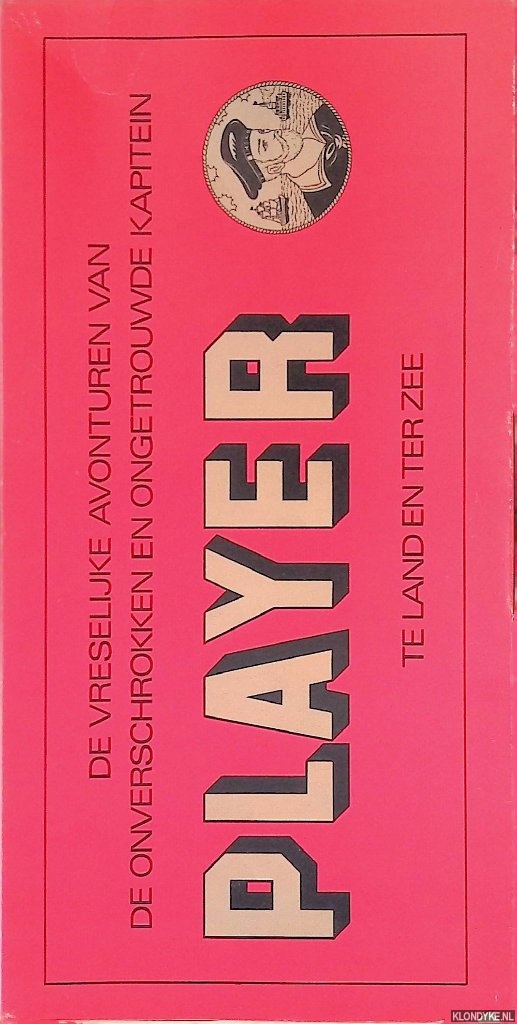 DE VRESELIJKE AVONTUREN VAN
DE ONVERSCHROKKEN EN ONGETROUWDE KAPITEIN
PLAYER
TE LAND EN TER ZEE
KLONDYKE.NL